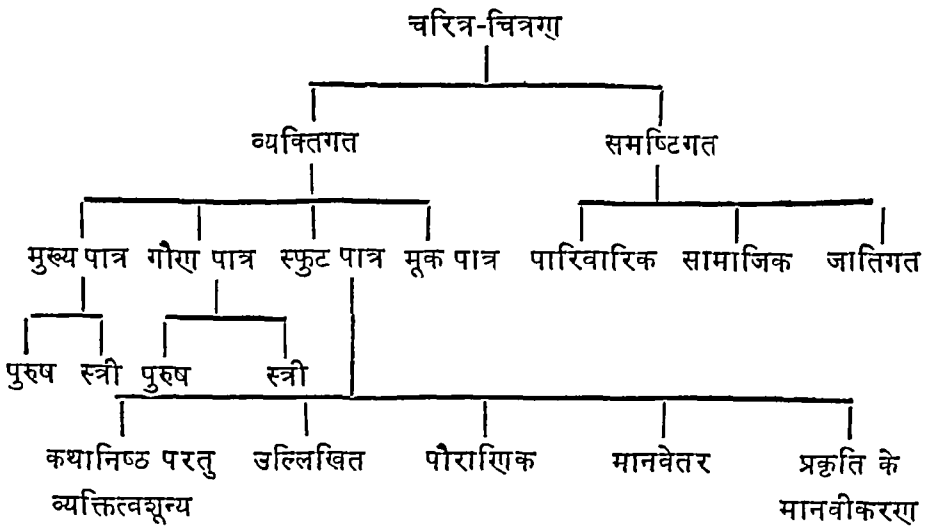 चरित्र-चित्रण
व्यक्तिगत समष्टिगत
मुख्य पात्र गौण पात्र स्फुट पात्र मूक पात्र पारिवारिक सामाजिक जातिगत
पुरुष स्त्री पुरुष स्त्री
कथानिष्ठ परतु उल्लिखित पौराणिक मानवेतर प्रकृति के
व्यक्तित्वशून्य मानवीकरण